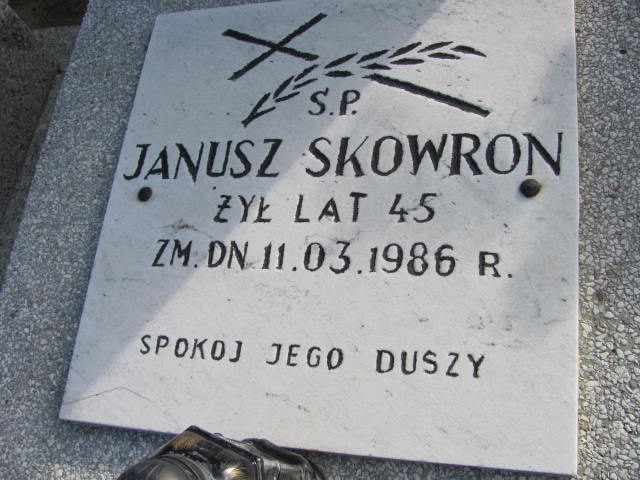 Ś.P.
JANUSZ SKOWRON
ŻYŁ LAT 45
ZM. DN 11.03.1986 R.
SPOKOJ JEGO DUSZY